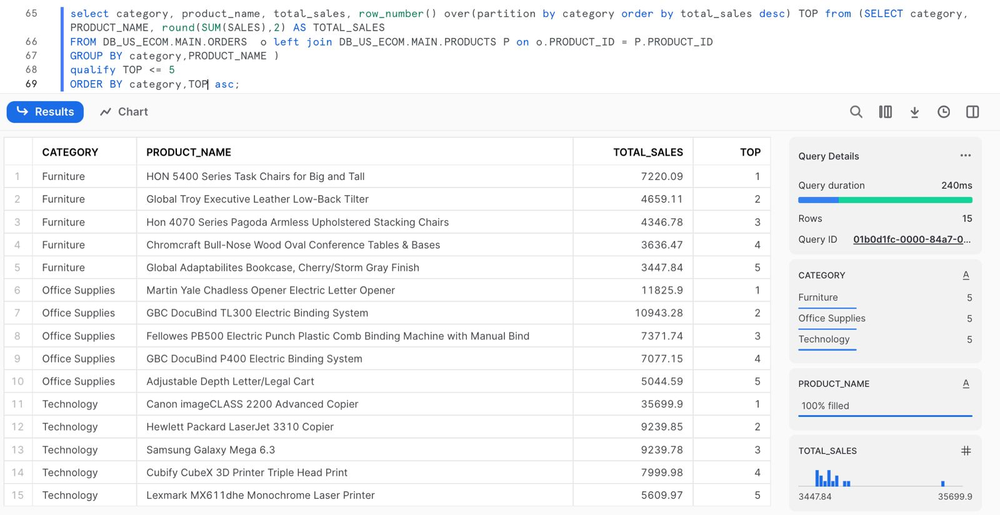 65 select category, product_name, total_sales, row_number() over(partition by category order by total_sales desc) TOP from (SELECT category,
PRODUCT_NAME, round(SUM(SALES),2) AS TOTAL_SALES
66 FROM DB_US_ECOM.MAIN.ORDERS  o left join DB_US_ECOM.MAIN.PRODUCTS P on o.PRODUCT_ID = P.PRODUCT_ID
67 GROUP BY category,PRODUCT_NAME )
68 qualify TOP <= 5
69 ORDER BY category,TOP asc;
Results Chart
CATEGORY PRODUCT_NAME TOTAL_SALES TOP
1 Furniture HON 5400 Series Task Chairs for Big and Tall 7220.09 1
2 Furniture Global Troy Executive Leather Low-Back Tilter 4659.11 2
3 Furniture Hon 4070 Series Pagoda Armless Upholstered Stacking Chairs 4346.78 3
4 Furniture Chromcraft Bull-Nose Wood Oval Conference Tables & Bases 3636.47 4
5 Furniture Global Adaptabilites Bookcase, Cherry/Storm Gray Finish 3447.84 5
6 Office Supplies Martin Yale Chadless Opener Electric Letter Opener 11825.9 1
7 Office Supplies GBC DocuBind TL300 Electric Binding System 10943.28 2
8 Office Supplies Fellowes PB500 Electric Punch Plastic Comb Binding Machine with Manual Bind 7371.74 3
9 Office Supplies GBC DocuBind P400 Electric Binding System 7077.15 4
10 Office Supplies Adjustable Depth Letter/Legal Cart 5044.59 5
11 Technology Canon imageCLASS 2200 Advanced Copier 35699.9 1
12 Technology Hewlett Packard LaserJet 3310 Copier 9239.85 2
13 Technology Samsung Galaxy Mega 6.3 9239.78 3
14 Technology Cubify CubeX 3D Printer Triple Head Print 7999.98 4
15 Technology Lexmark MX611dhe Monochrome Laser Printer 5609.97 5
Query Details ...
Query duration 240ms
Rows 15
Query ID 01b0d1fc-0000-84a7-0...
CATEGORY A
Furniture 5
Office Supplies 5
Technology 5
PRODUCT_NAME A
100% filled
TOTAL_SALES #
3447.84 35699.9